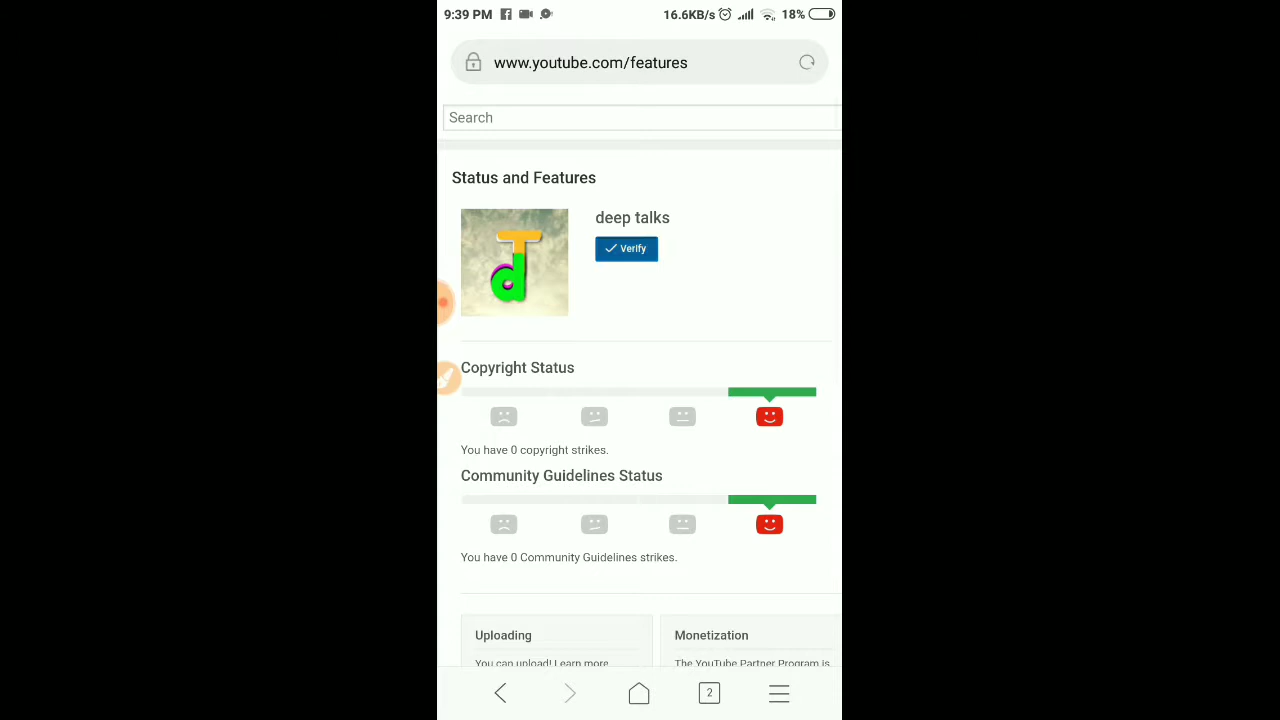 9:39 PM
16.6KB/s
18%
www.youtube.com/features
Search
Status and Features
T
d
deep talks
Verify
Copyright Status
You have 0 copyright strikes.
Community Guidelines Status
You have 0 Community Guidelines strikes.
Uploading
You can upload! Learn more
Monetization
The YouTube Partner Program is
2